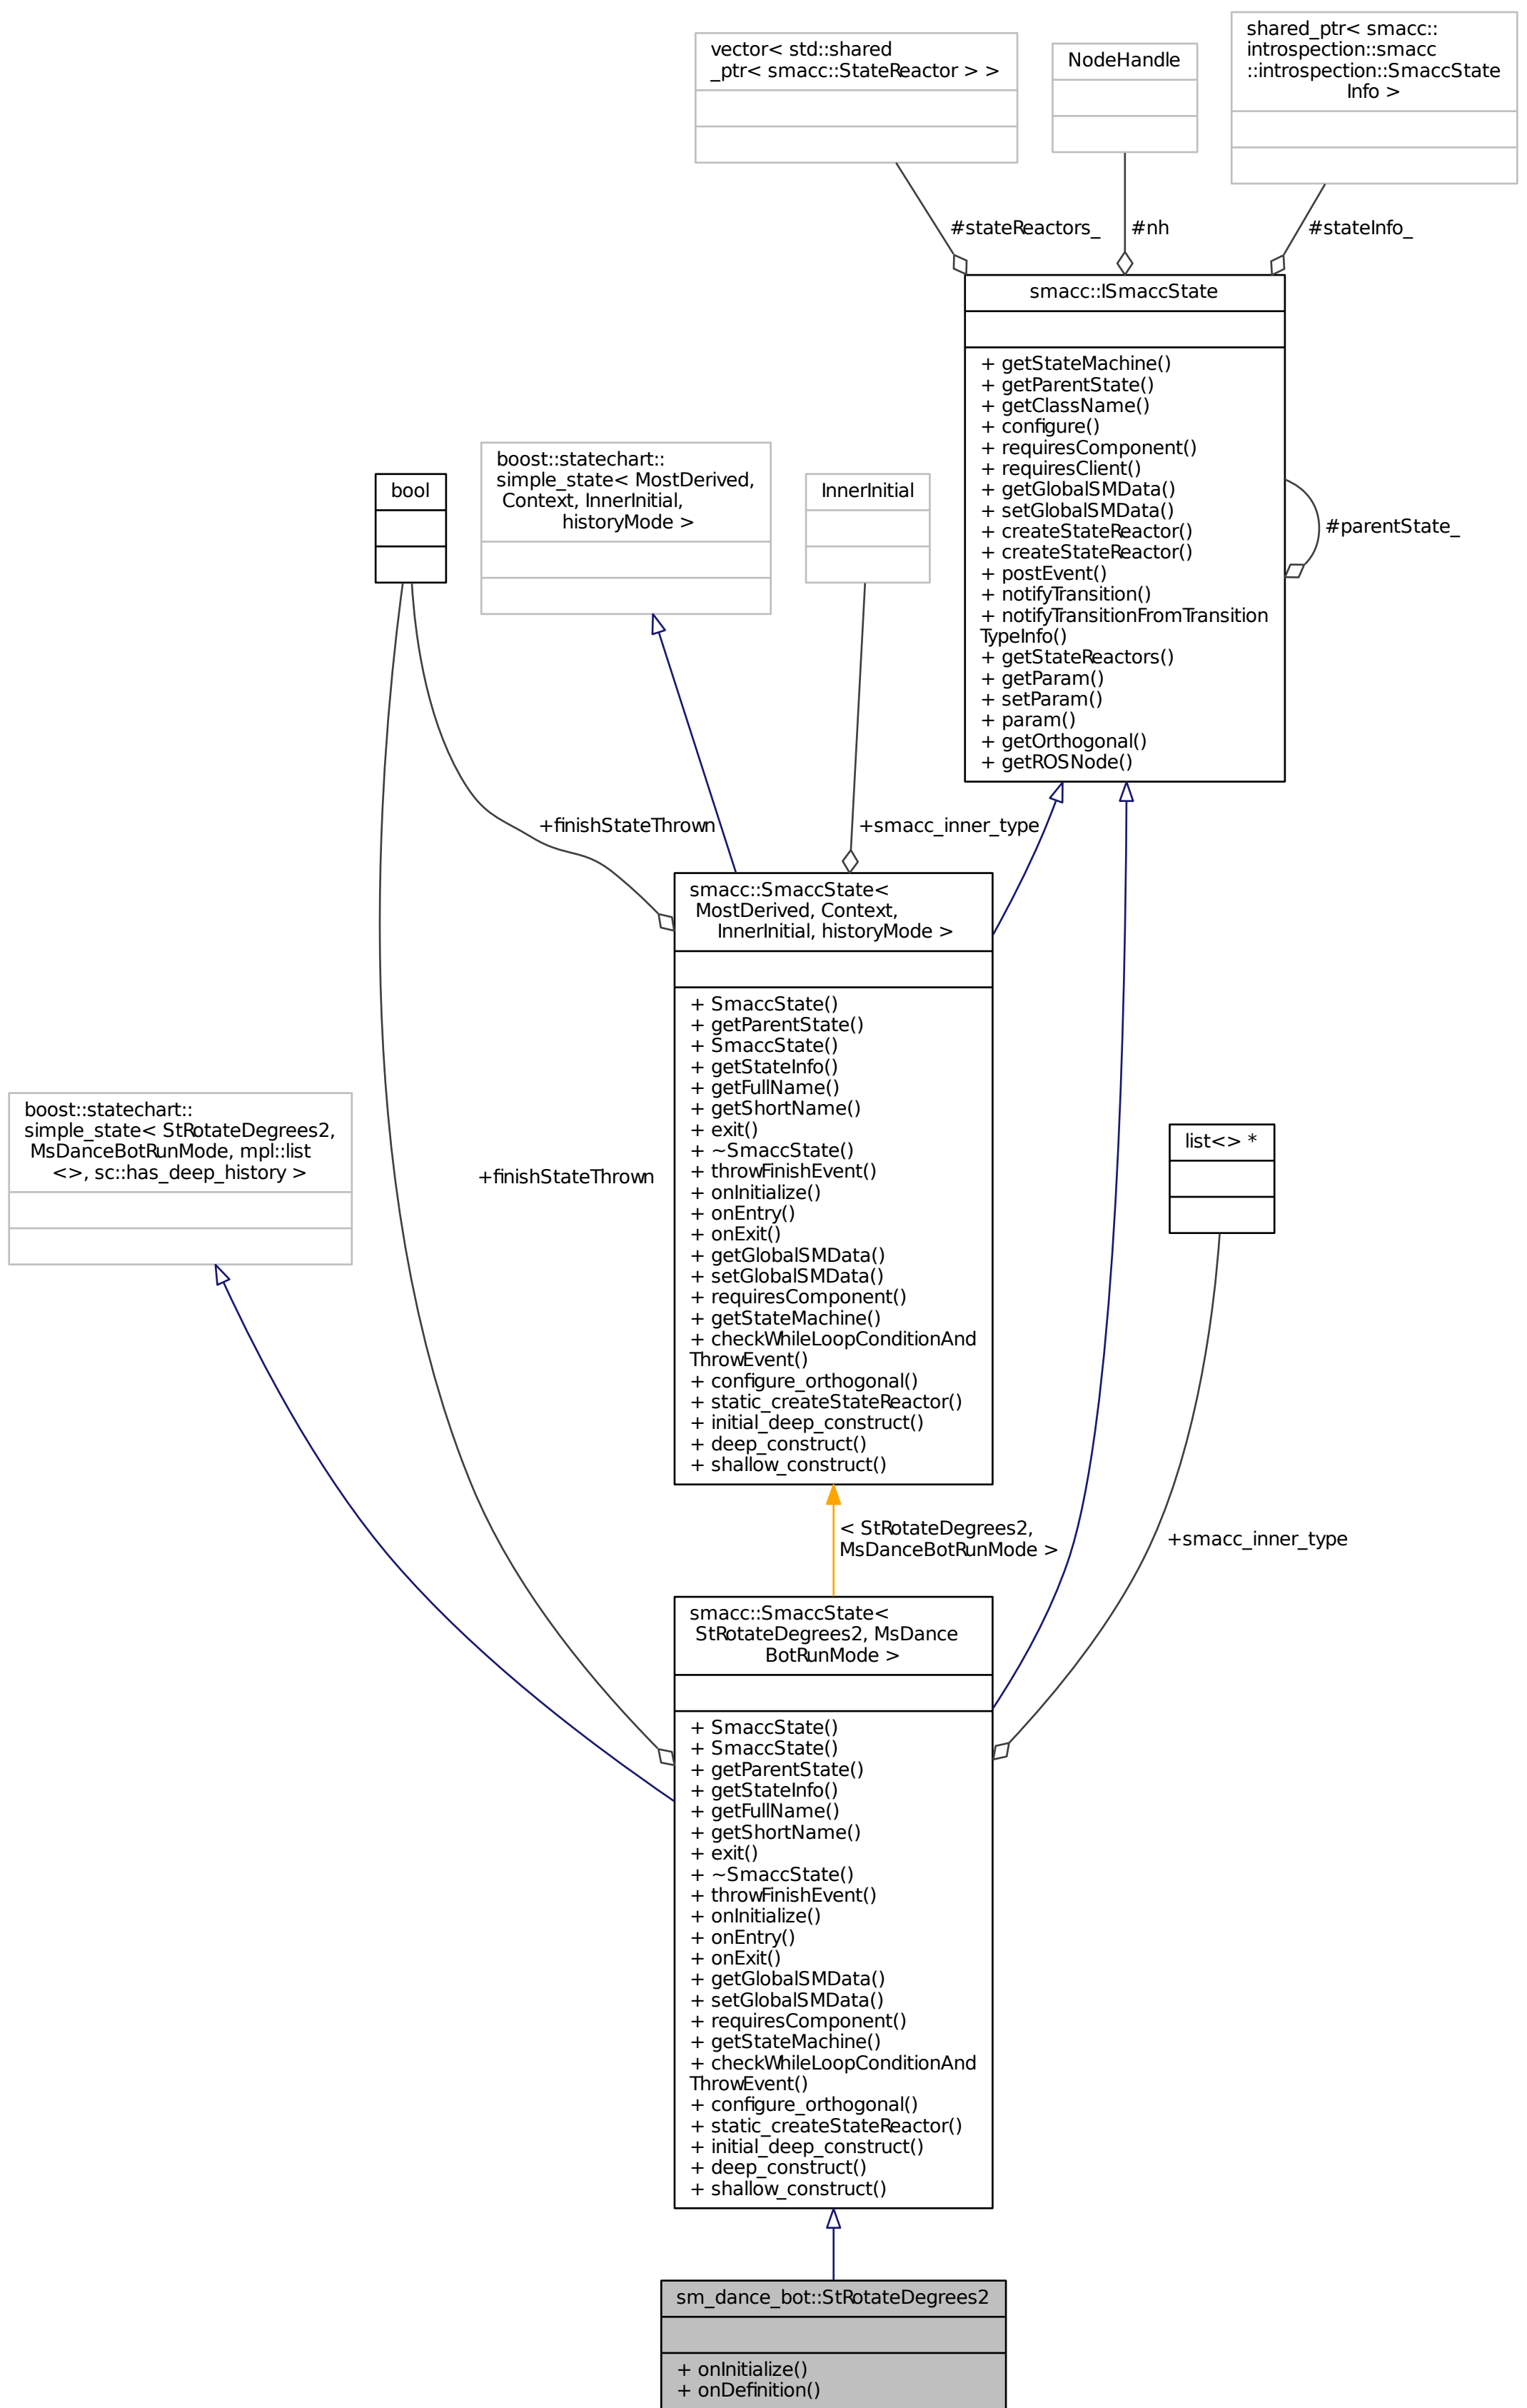 vector< std::shared
_ptr< smacc::StateReactor > >
NodeHandle
shared_ptr< smacc::
introspection::smacc
::introspection::SmaccState
Info >
#stateReactors_
#nh
#stateInfo_
smacc::ISmaccState
+ getStateMachine()
+ getParentState()
+ getClassName()
+ configure()
+ requiresComponent()
+ requiresClient()
+ getGlobalSMData()
+ setGlobalSMData()
+ createStateReactor()
+ createStateReactor()
+ postEvent()
+ notifyTransition()
+ notifyTransitionFromTransition
TypeInfo()
+ getStateReactors()
+ getParam()
+ setParam()
+ param()
+ getOrthogonal()
+ getROSNode()
#parentState_
bool
boost::statechart::
simple_state< MostDerived,
Context, InnerInitial,
historyMode >
InnerInitial
+finishStateThrown
+smacc_inner_type
smacc::SmaccState<
MostDerived, Context,
InnerInitial, historyMode >
+ SmaccState()
+ getParentState()
+ SmaccState()
+ getStateInfo()
+ getFullName()
+ getShortName()
+ exit()
+ ~SmaccState()
+ throwFinishEvent()
+ onInitialize()
+ onEntry()
+ onExit()
+ getGlobalSMData()
+ setGlobalSMData()
+ requiresComponent()
+ getStateMachine()
+ checkWhileLoopConditionAnd
ThrowEvent()
+ configure_orthogonal()
+ static_createStateReactor()
+ initial_deep_construct()
+ deep_construct()
+ shallow_construct()
boost::statechart::
simple_state< StRotateDegrees2,
MsDanceBotRunMode, mpl::list
<>, sc::has_deep_history >
+finishStateThrown
list<> *
< StRotateDegrees2,
MsDanceBotRunMode >
+smacc_inner_type
smacc::SmaccState<
StRotateDegrees2, MsDance
BotRunMode >
+ SmaccState()
+ SmaccState()
+ getParentState()
+ getStateInfo()
+ getFullName()
+ getShortName()
+ exit()
+ ~SmaccState()
+ throwFinishEvent()
+ onInitialize()
+ onEntry()
+ onExit()
+ getGlobalSMData()
+ setGlobalSMData()
+ requiresComponent()
+ getStateMachine()
+ checkWhileLoopConditionAnd
ThrowEvent()
+ configure_orthogonal()
+ static_createStateReactor()
+ initial_deep_construct()
+ deep_construct()
+ shallow_construct()
sm_dance_bot::StRotateDegrees2
+ onInitialize()
+ onDefinition()